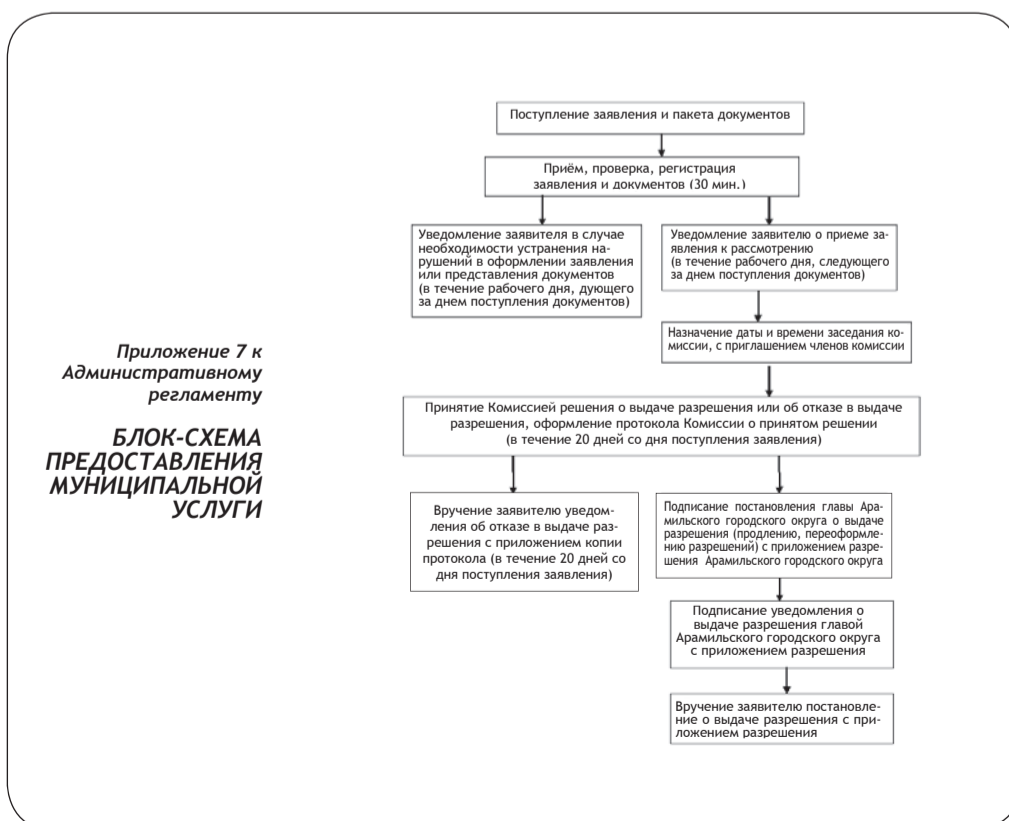 Приложение 7 к
Административному
регламенту
БЛОК-СХЕМА
ПРЕДОСТАВЛЕНИЯ
МУНИЦИПАЛЬНОЙ
УСЛУГИ
Поступление заявления и пакета документов
Приём, проверка, регистрация
заявления и документов (30 мин.)
Уведомление заявителя в случае
необходимости устранения на-
рушений в оформлении заявления
или представления документов
(в течение рабочего дня, дующего
за днем поступления документов)
Уведомление заявителю о приеме за-
явления к рассмотрению
(в течение рабочего дня, следующего
за днем поступления документов)
Назначение даты и времени заседания ко-
миссии, с приглашением членов комиссии
Принятие Комиссией решения о выдаче разрешения или об отказе в выдаче
разрешения, оформление протокола Комиссии о принятом решении
(в течение 20 дней со дня поступления заявления)
Вручение заявителю уведом-
ления об отказе в выдаче раз-
решения с приложением копии
протокола (в течение 20 дней со
дня поступления заявления)
Подписание постановления главы Ара-
мильского городского округа о выдаче
разрешения (продлению, переоформле-
нию разрешений) с приложением разре-
шения Арамильского городского округа
Подписание уведомления о
выдаче разрешения главой
Арамильского городского округа
с приложением разрешения
Вручение заявителю постановле-
ние о выдаче разрешения с при-
ложением разрешения